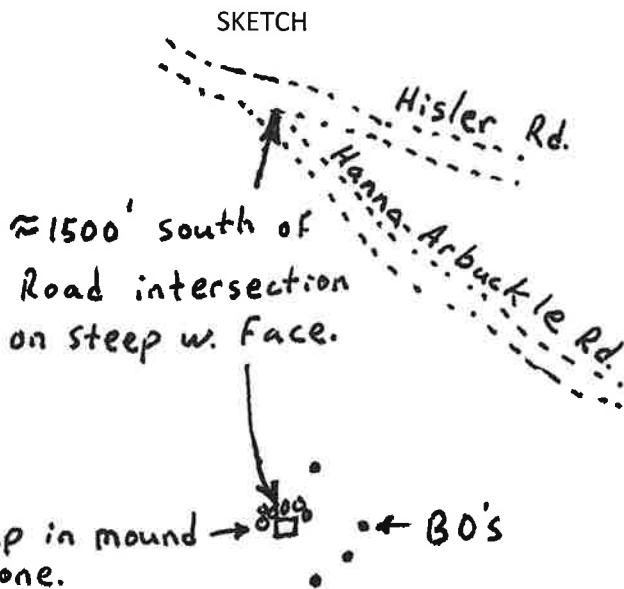 SKETCH
Hisler Rd.
Hanna-Arbuckle Rd.
≈1500' south of
Road intersection
on steep w. face.
p in mound
one.
BO's